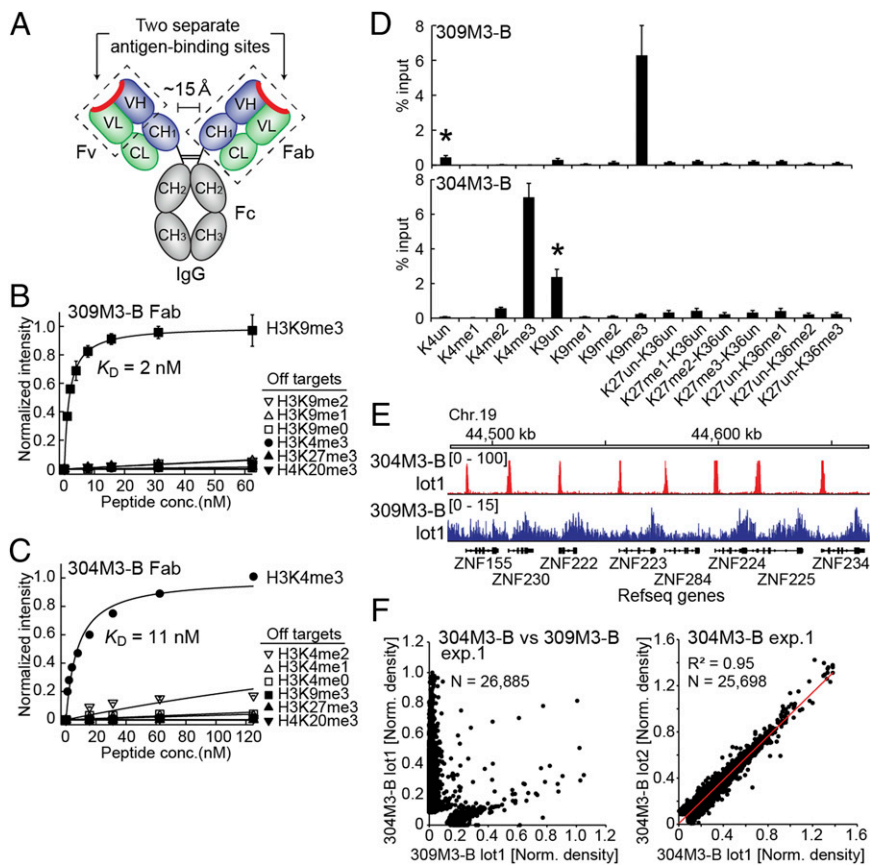 A
Two separate
antigen-binding sites
~15 Å
VH
VH
VL
VL
CH1
CH1
CL
CL
Fv
Fab
CH2
CH2
Fc
CH3
CH3
IgG
B
309M3-B Fab
H3K9me3
KD = 2 nM
Normalized intensity
1.0
0.8
0.6
0.4
0.2
0
0 10 20 30 40 50 60
Peptide conc.(nM)
Off targets
H3K9me2
H3K9me1
H3K9me0
H3K4me3
H3K27me3
H4K20me3
C
304M3-B Fab
H3K4me3
KD = 11 nM
Normalized intensity
1.0
0.8
0.6
0.4
0.2
0
0 20 40 60 80 100 120
Peptide conc.(nM)
Off targets
H3K4me2
H3K4me1
H3K4me0
H3K9me3
H3K27me3
H4K20me3
D
309M3-B
% input
8
6
4
2
0
*
304M3-B
% input
8
6
4
2
0
*
K4un
K4me1
K4me2
K4me3
K9un
K9me1
K9me2
K9me3
K27un-K36un
K27me1-K36un
K27me2-K36un
K27me3-K36un
K27un-K36me1
K27un-K36me2
K27un-K36me3
E
Chr.19
44,500 kb 44,600 kb
304M3-B [0 - 100]
lot1
309M3-B [0 - 15]
lot1
ZNF155 ZNF222 ZNF223 ZNF224 ZNF234
ZNF230 ZNF284 ZNF225
Refseq genes
F
304M3-B vs 309M3-B
exp.1
N = 26,885
304M3-B lot1 [Norm. density]
1.2
1.0
0.8
0.6
0.4
0.2
0
0 0.2 0.4 0.6 0.8 1.0 1.2
309M3-B lot1 [Norm. density]
304M3-B exp.1
R² = 0.95
N = 25,698
304M3-B lot2 [Norm. density]
1.6
1.2
0.8
0.4
0
0 0.4 0.8 1.2 1.6
304M3-B lot1 [Norm. density]